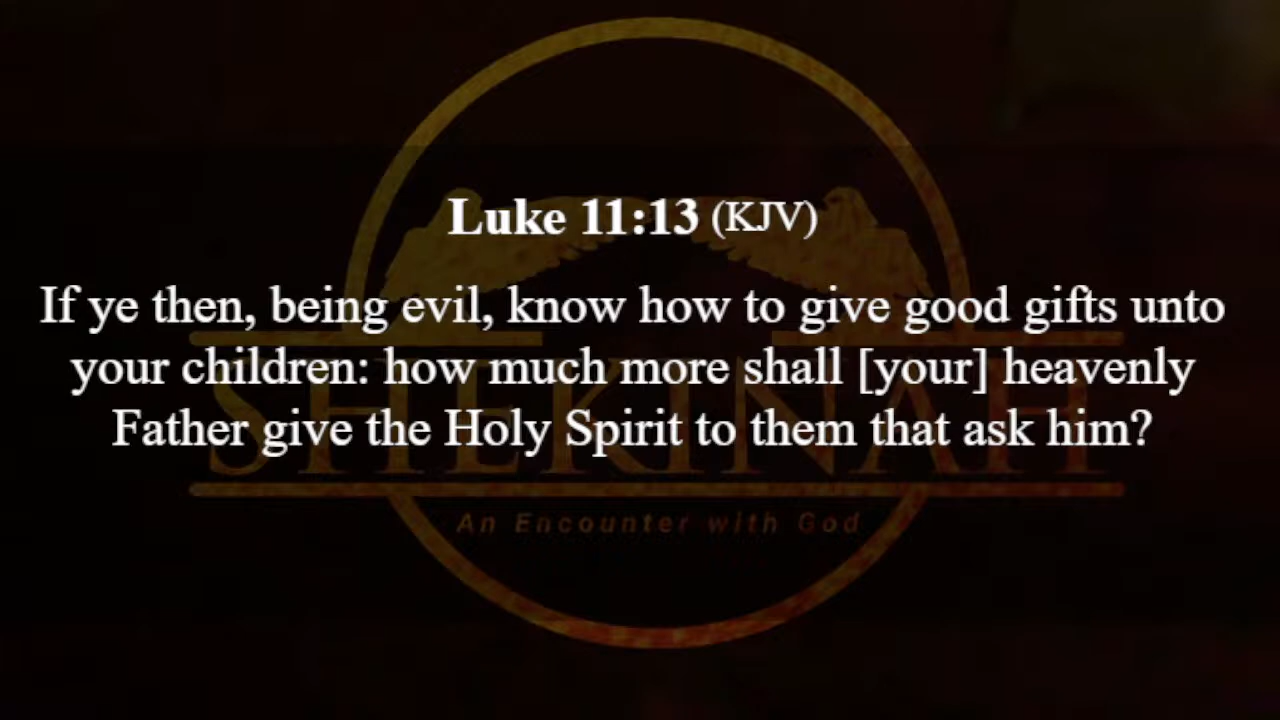 Luke 11:13 (KJV)
If ye then, being evil, know how to give good gifts unto
your children: how much more shall [your] heavenly
Father give the Holy Spirit to them that ask him?
SHEKINAH
An Encounter with God